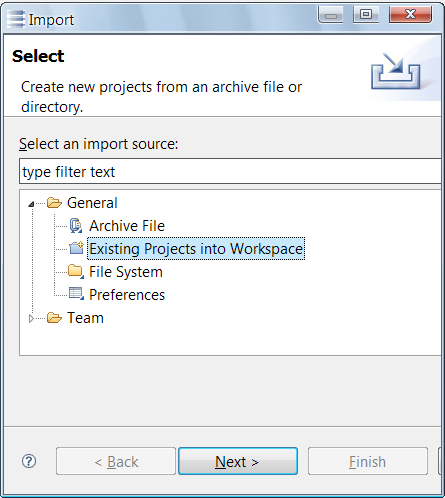 Import
Select
Create new projects from an archive file or
directory.
Select an import source:
type filter text
General
Archive File
Existing Projects into Workspace
File System
Preferences
Team
?
< Back
Next >
Finish